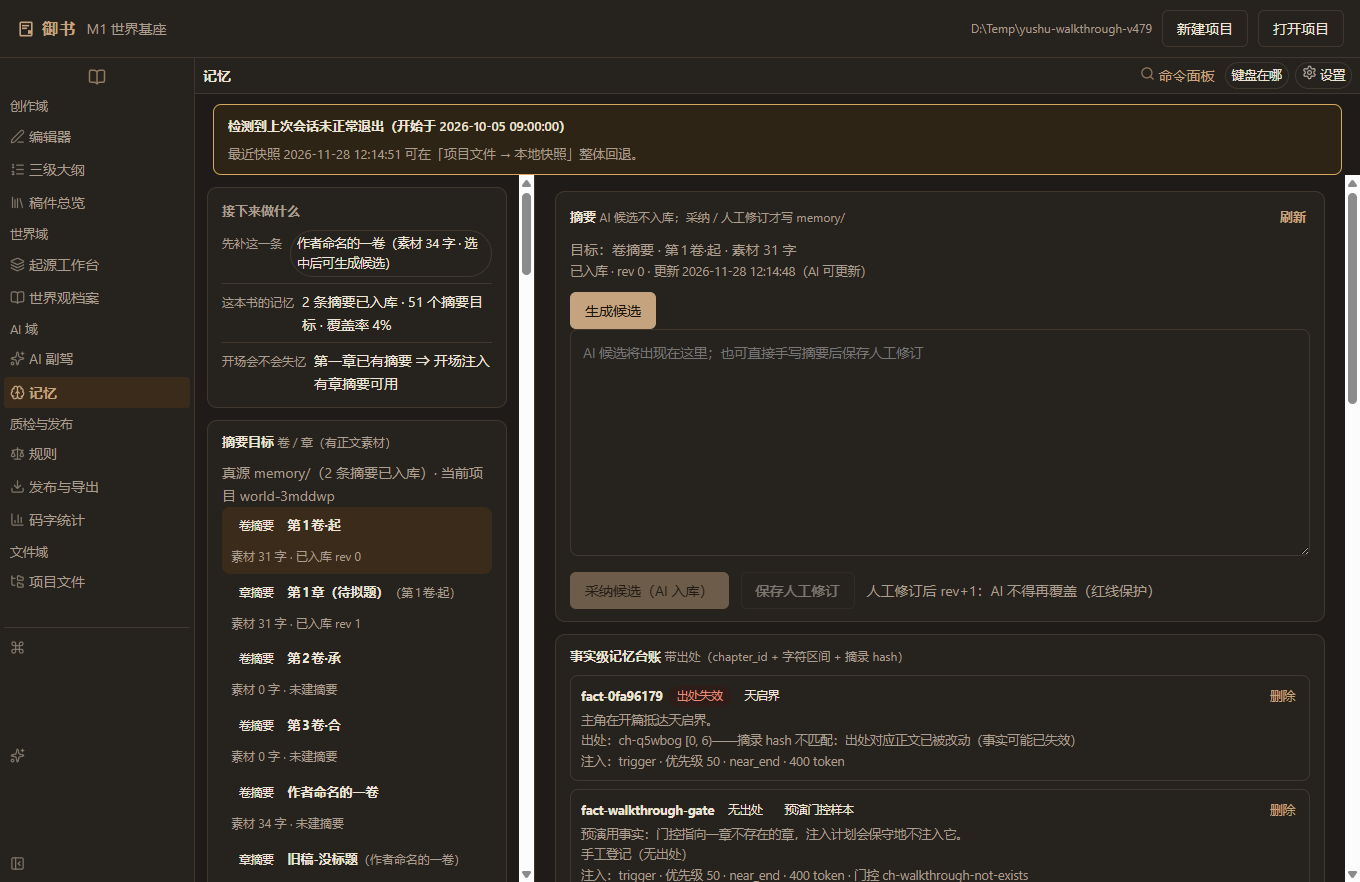 御书 M1 世界基座
D:\Temp\yushu-walkthrough-v479 新建项目 打开项目
创作域
编辑器
三级大纲
稿件总览
世界域
起源工作台
世界观档案
AI 域
AI 副驾
记忆
质检与发布
规则
发布与导出
码字统计
文件域
项目文件
记忆
命令面板 键盘在哪 设置
检测到上次会话未正常退出（开始于 2026-10-05 09:00:00）
最近快照 2026-11-28 12:14:51 可在「项目文件 → 本地快照」整体回退。
接下来做什么
先补这一条 作者命名的一卷（素材 34 字 · 选
中后可生成候选）
这本书的记忆 2 条摘要已入库 · 51 个摘要目
标 · 覆盖率 4%
开场会不会失忆 第一章已有摘要 ⇒ 开场注入
有章摘要可用
摘要目标 卷 / 章（有正文素材）
真源 memory/（2 条摘要已入库）· 当前项
目 world-3mddwp
卷摘要 第1卷·起
素材 31 字 · 已入库 rev 0
章摘要 第1章（待拟题）（第1卷·起）
素材 31 字 · 已入库 rev 1
卷摘要 第2卷·承
素材 0 字 · 未建摘要
卷摘要 第3卷·合
素材 0 字 · 未建摘要
卷摘要 作者命名的一卷
素材 34 字 · 未建摘要
章摘要 旧稿-没标题（作者命名的一卷）
摘要 AI 候选不入库；采纳 / 人工修订才写 memory/
刷新
目标：卷摘要 · 第1卷·起 · 素材 31 字
已入库 · rev 0 · 更新 2026-11-28 12:14:48（AI 可更新）
生成候选
AI 候选将出现在这里；也可直接手写摘要后保存人工修订
采纳候选（AI 入库） 保存人工修订 人工修订后 rev+1：AI 不得再覆盖（红线保护）
事实级记忆台账 带出处（chapter_id + 字符区间 + 摘录 hash）
fact-0fa96179 出处失效 天启界 删除
主角在开篇抵达天启界。
出处：ch-q5wbog [0, 6)——摘录 hash 不匹配：出处对应正文已被改动（事实可能已失效）
注入：trigger · 优先级 50 · near_end · 400 token
fact-walkthrough-gate 无出处 预演门控样本 删除
预演用事实：门控指向一章不存在的章，注入计划会保守地不注入它。
手工登记（无出处）
注入：trigger · 优先级 50 · near_end · 400 token · 门控 ch-walkthrough-not-exists